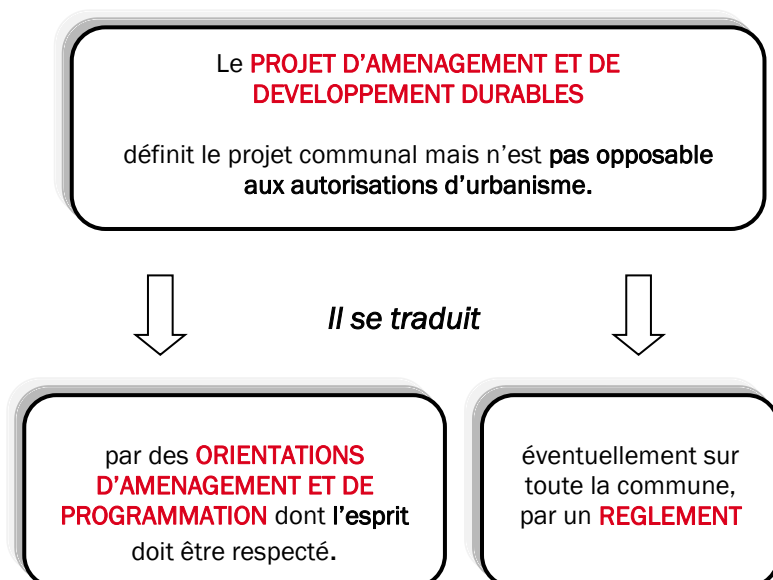 Le PROJET D'AMENAGEMENT ET DE
DEVELOPPEMENT DURABLES
définit le projet communal mais n'est pas opposable
aux autorisations d'urbanisme.
Il se traduit
par des ORIENTATIONS
D'AMENAGEMENT ET DE
PROGRAMMATION dont l'esprit
doit être respecté.
éventuellement sur
toute la commune,
par un REGLEMENT